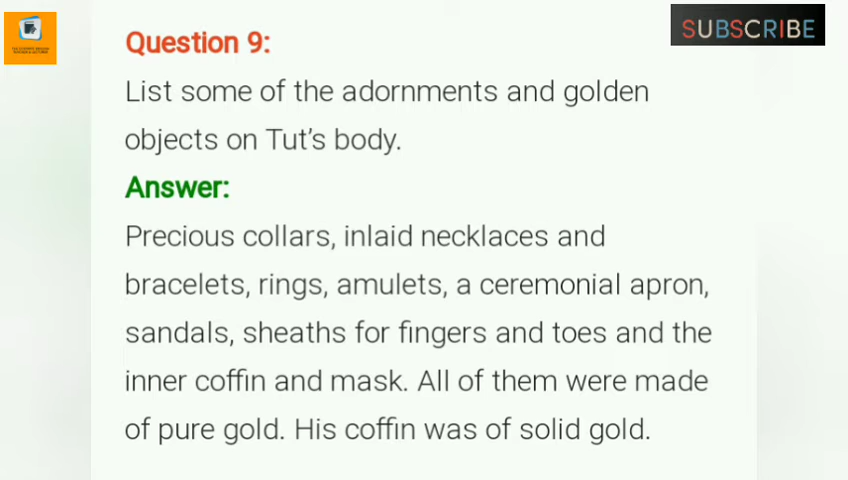 SUBSCRIBE
Question 9:
List some of the adornments and golden
objects on Tut's body.
Answer:
Precious collars, inlaid necklaces and
bracelets, rings, amulets, a ceremonial apron,
sandals, sheaths for fingers and toes and the
inner coffin and mask. All of them were made
of pure gold. His coffin was of solid gold.